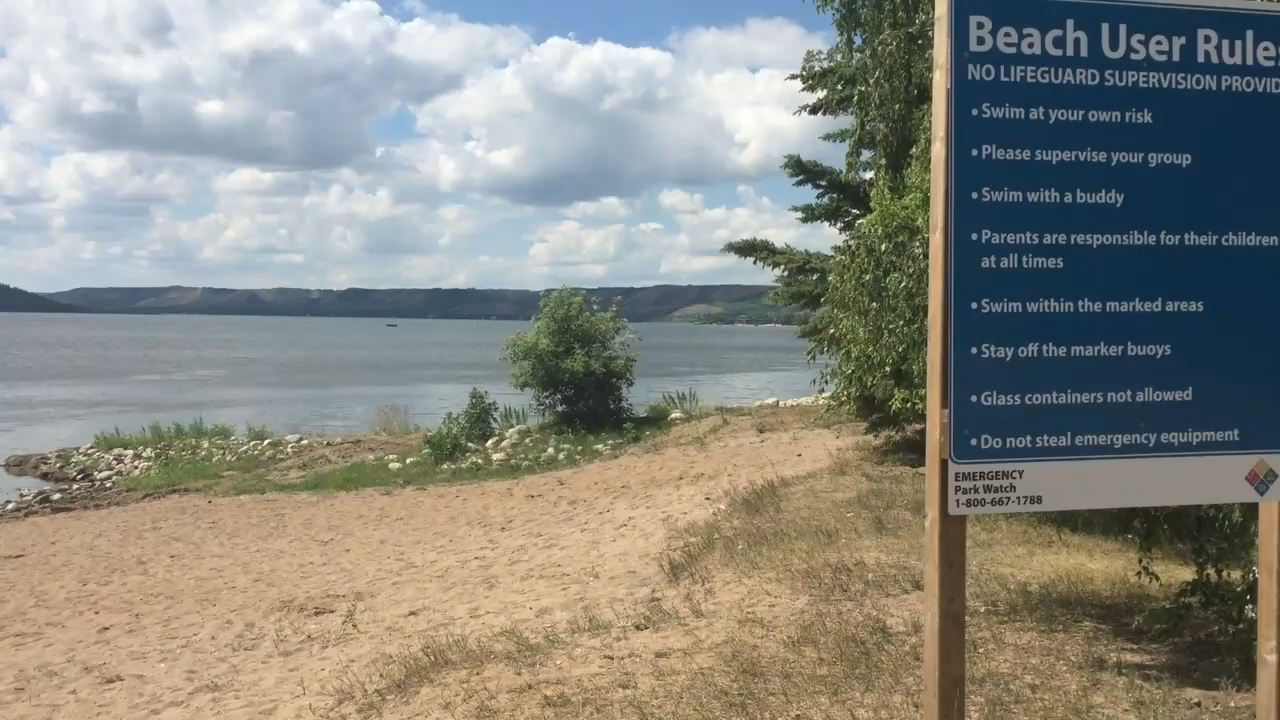 Beach User Rules
NO LIFEGUARD SUPERVISION PROVID
• Swim at your own risk
• Please supervise your group
• Swim with a buddy
• Parents are responsible for their children
at all times
• Swim within the marked areas
• Stay off the marker buoys
• Glass containers not allowed
• Do not steal emergency equipment
EMERGENCY
Park Watch
1-800-667-1788